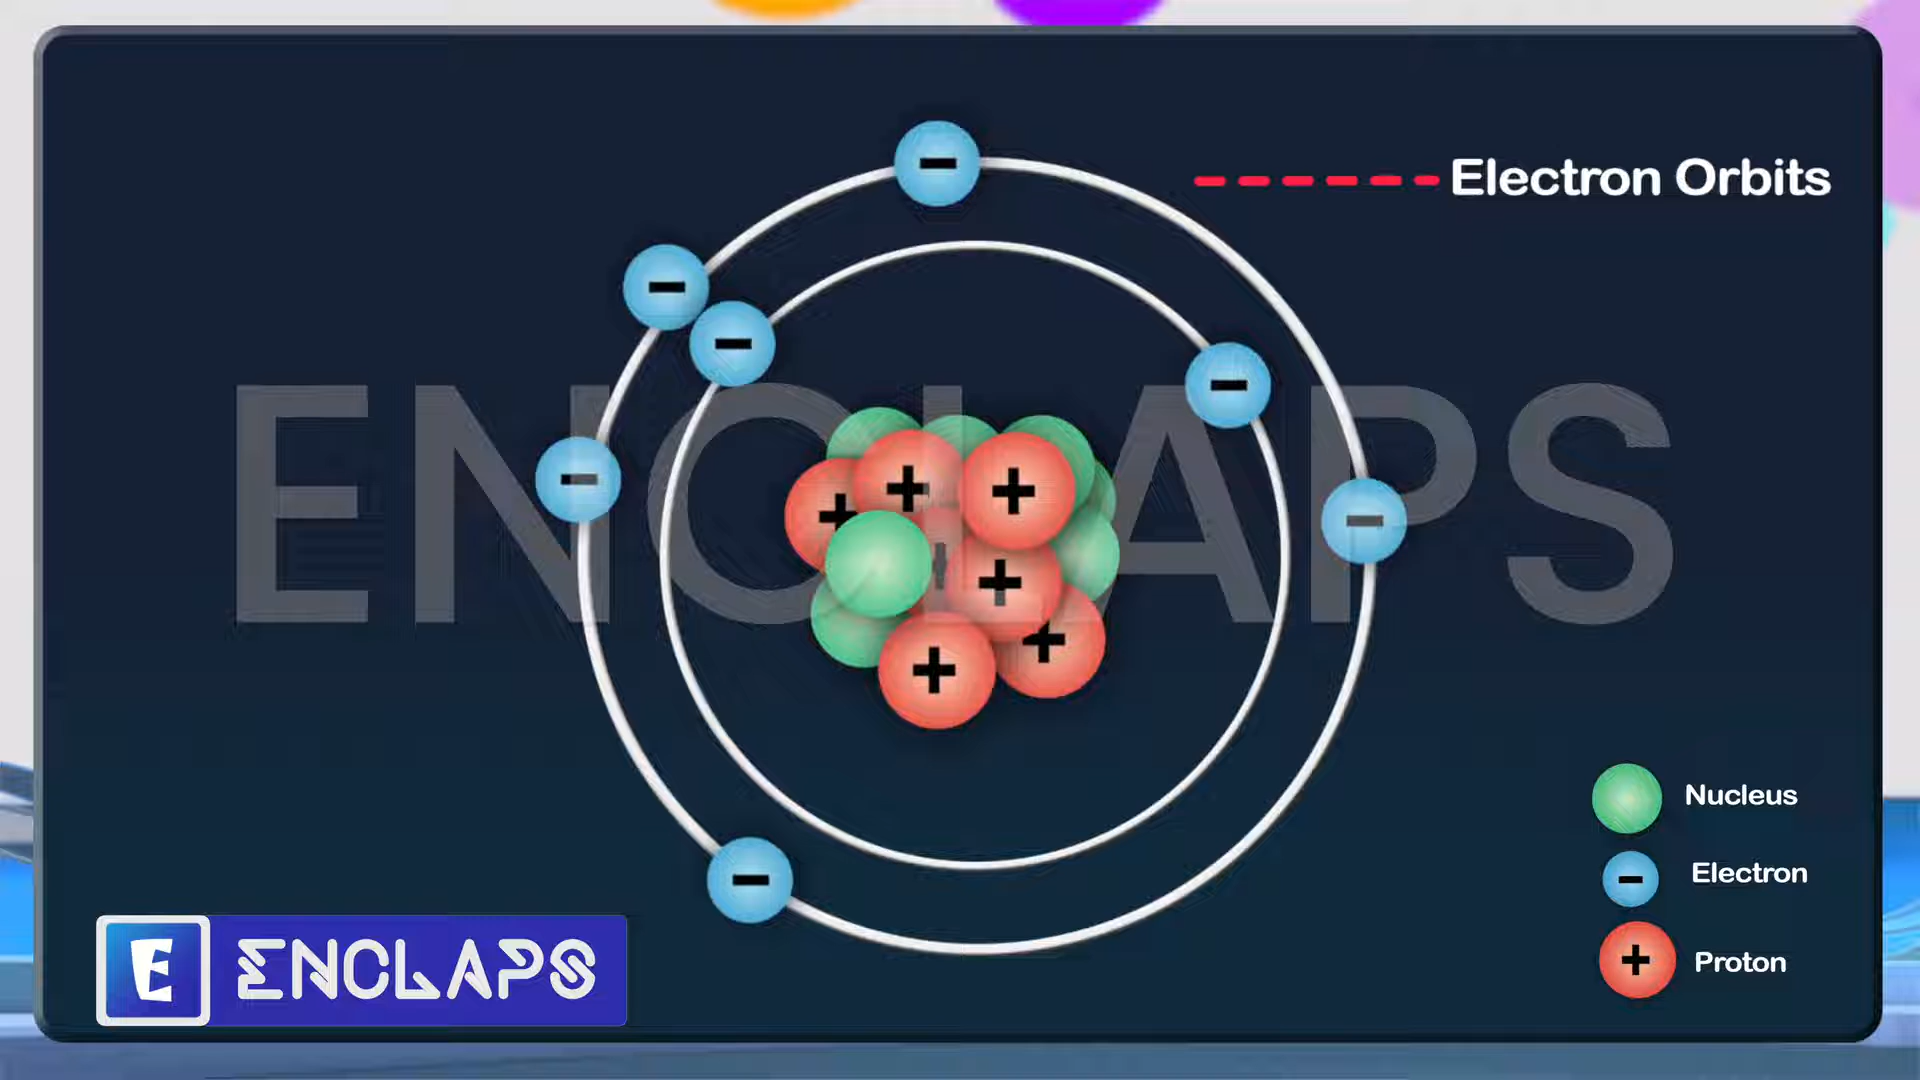 Electron Orbits
ENCLAPS
Nucleus
Electron
Proton
E ENCLAPS